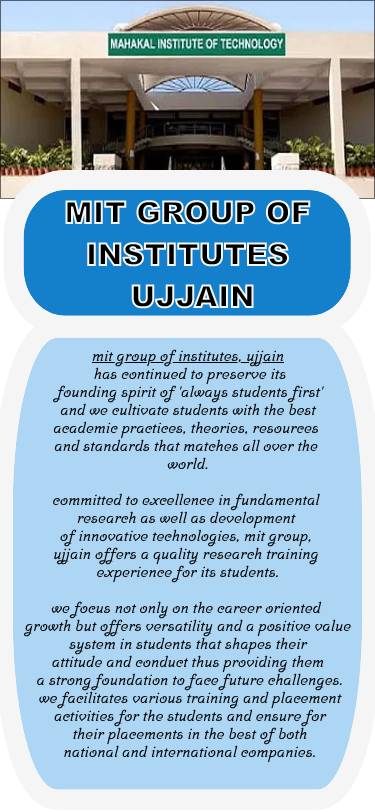 MAHAKAL INSTITUTE OF TECHNOLOGY
MIT GROUP OF
INSTITUTES
UJJAIN
mit group of institutes, ujjain
has continued to preserve its
founding spirit of 'always students first'
and we cultivate students with the best
academic practices, theories, resources
and standards that matches all over the
world.
committed to excellence in fundamental
research as well as development
of innovative technologies, mit group,
ujjain offers a quality research training
experience for its students.
we focus not only on the career oriented
growth but offers versatility and a positive value
system in students that shapes their
attitude and conduct thus providing them
a strong foundation to face future challenges.
we facilitates various training and placement
activities for the students and ensure for
their placements in the best of both
national and international companies.